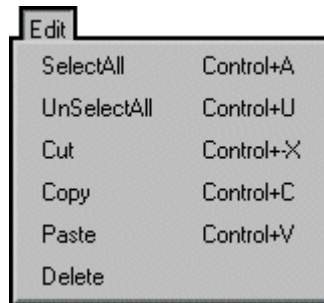 Edit
SelectAll Control+A
UnSelectAll Control+U
Cut Control+-X
Copy Control+C
Paste Control+V
Delete